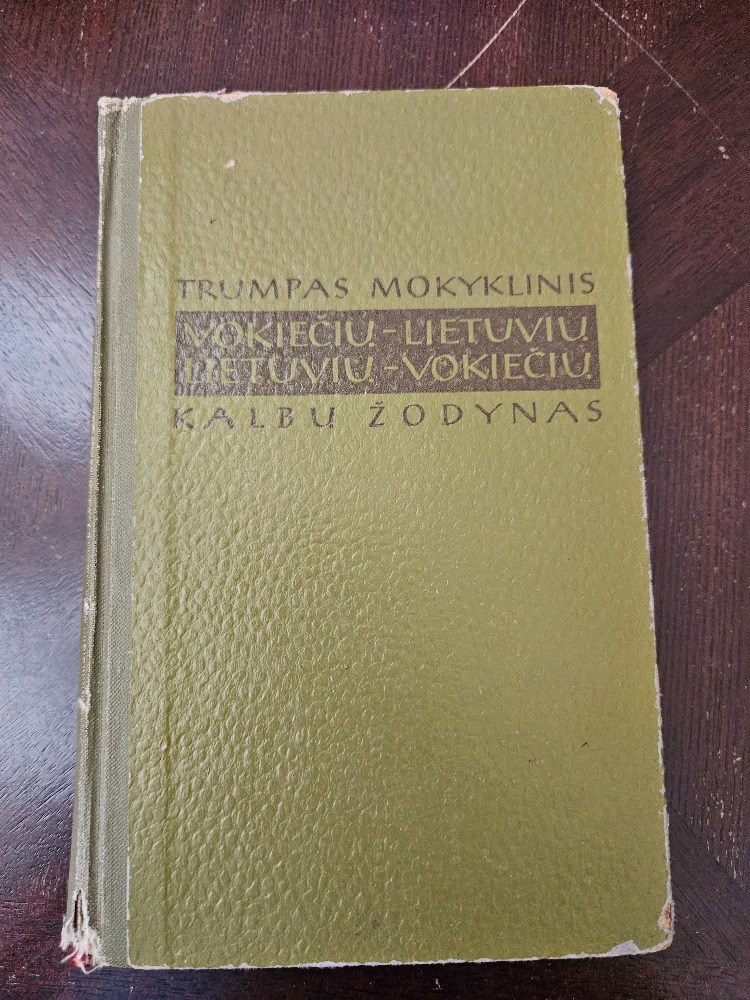 TRUMPAS MOKYKLINIS
VOKIEČIŲ-LIETUVIŲ
LIETUVIŲ-VOKIEČIŲ
KALBŲ ŽODYNAS